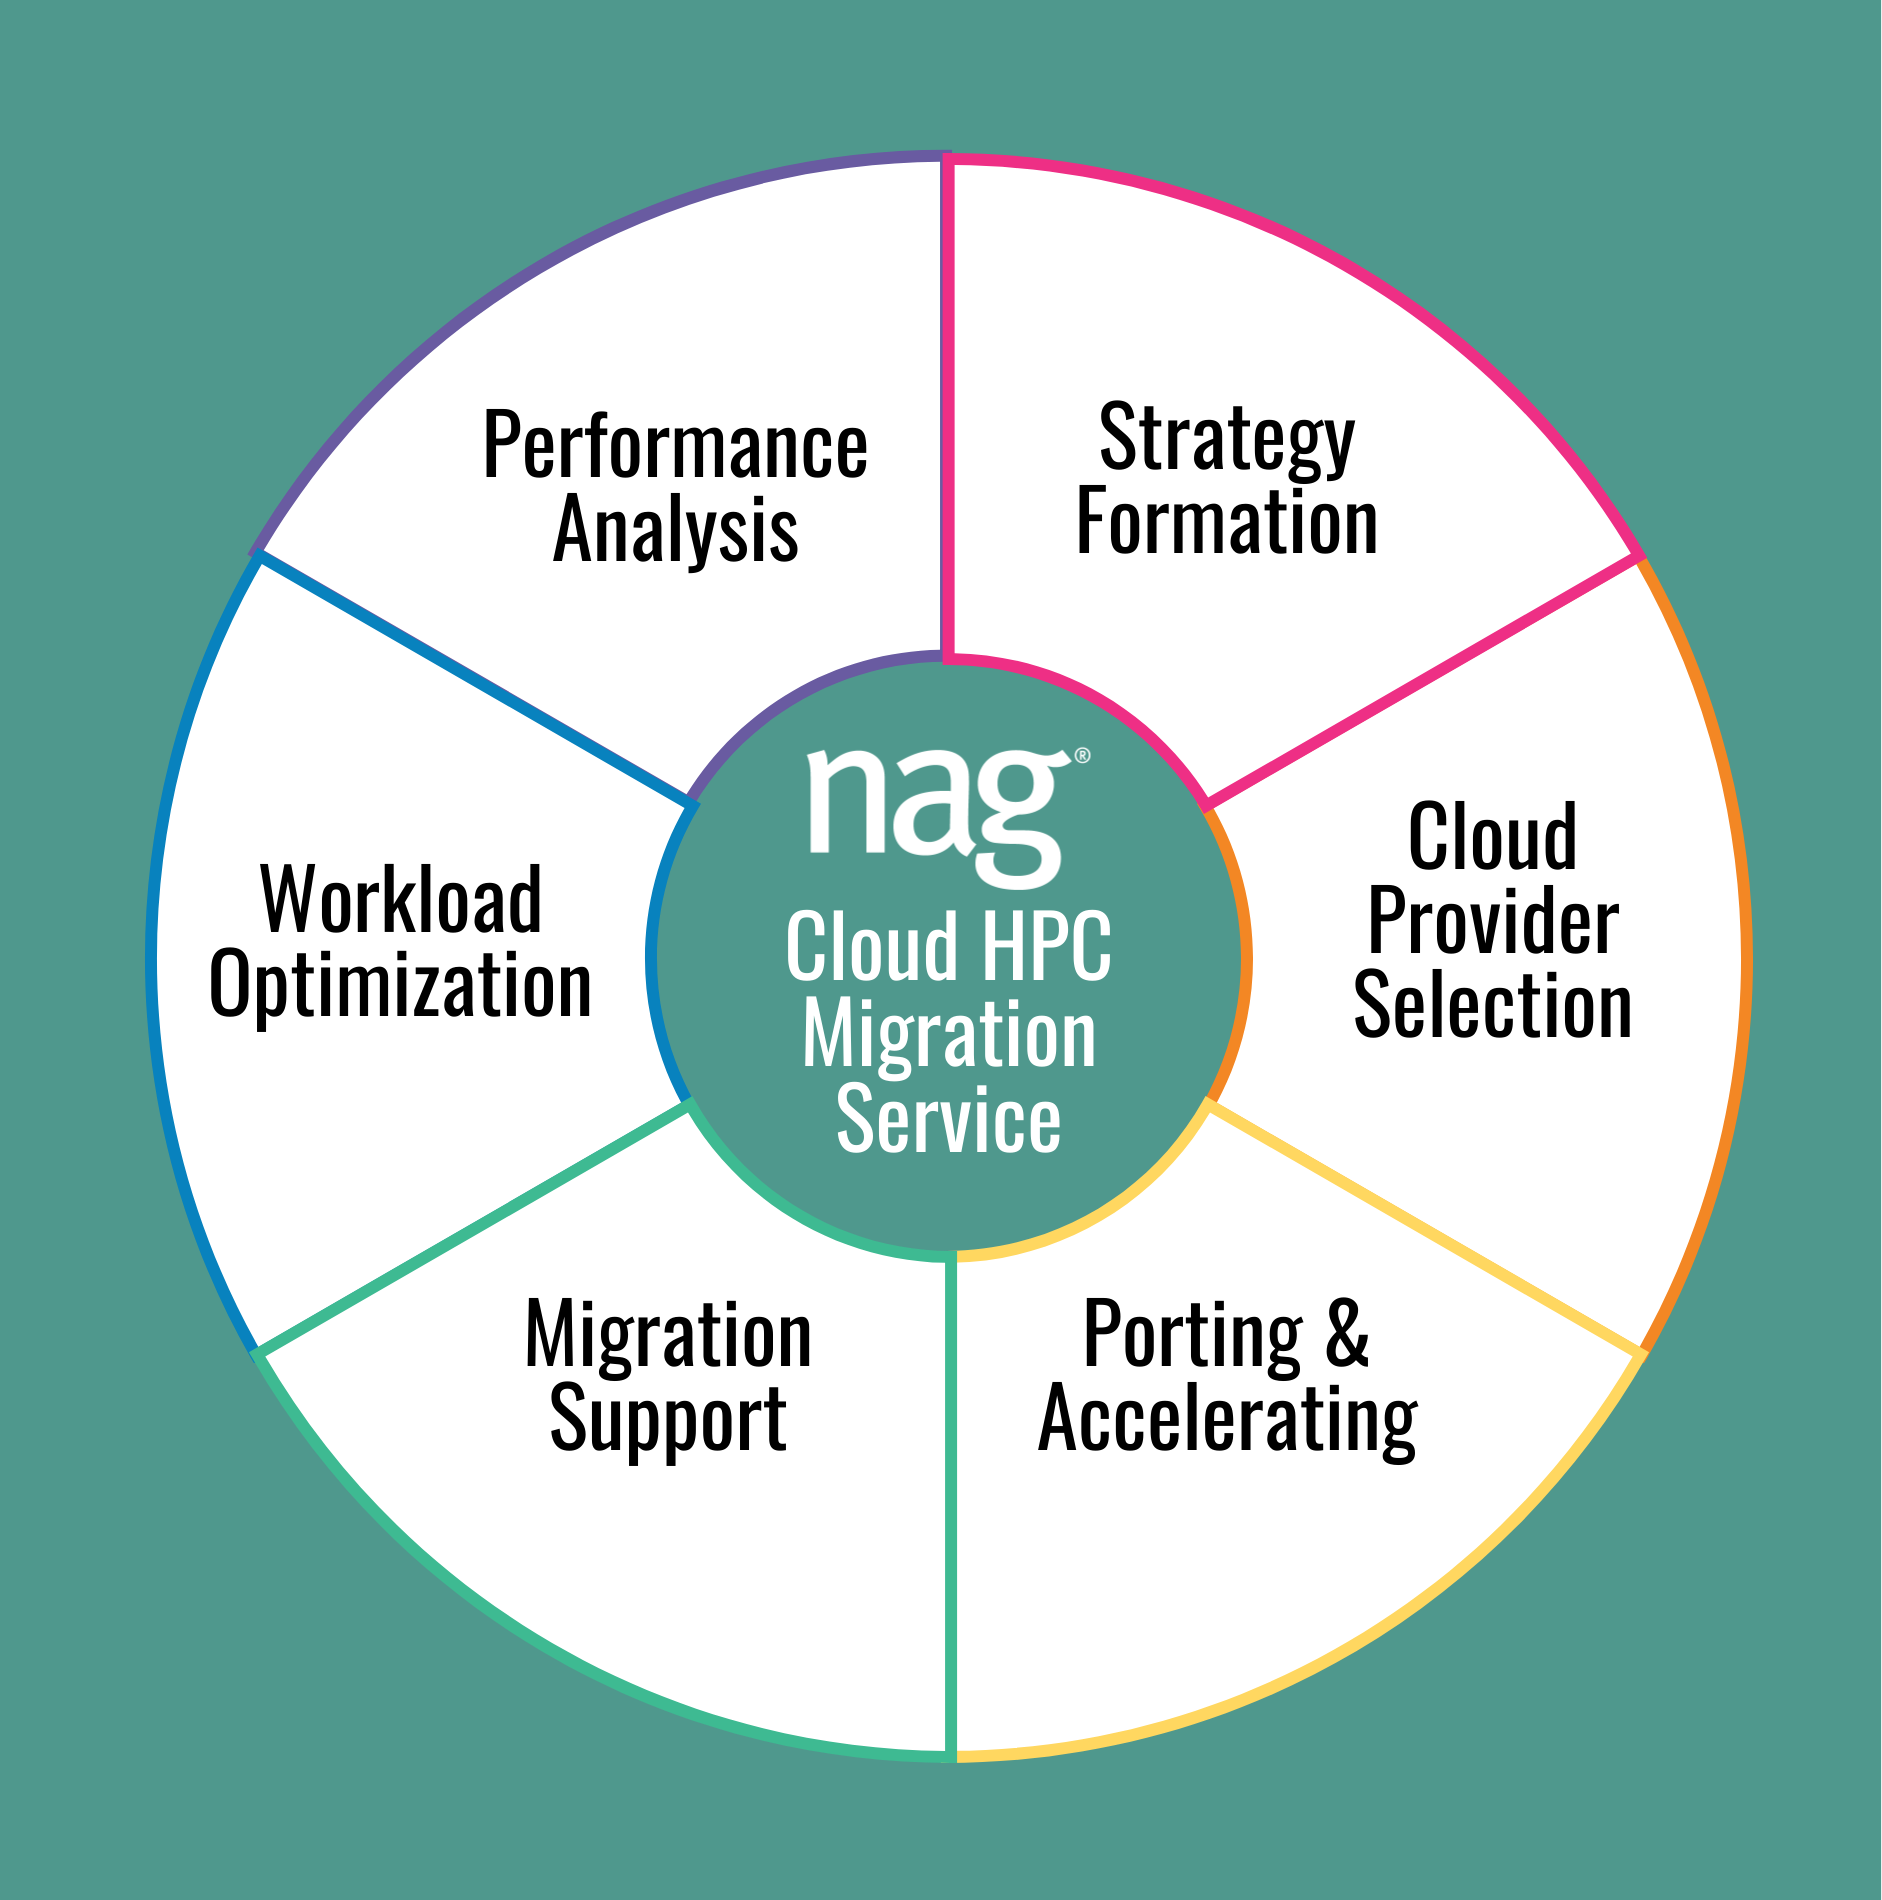 Performance
Analysis
Strategy
Formation
Cloud
Provider
Selection
Porting &
Accelerating
Migration
Support
Workload
Optimization
nag®
Cloud HPC
Migration
Service